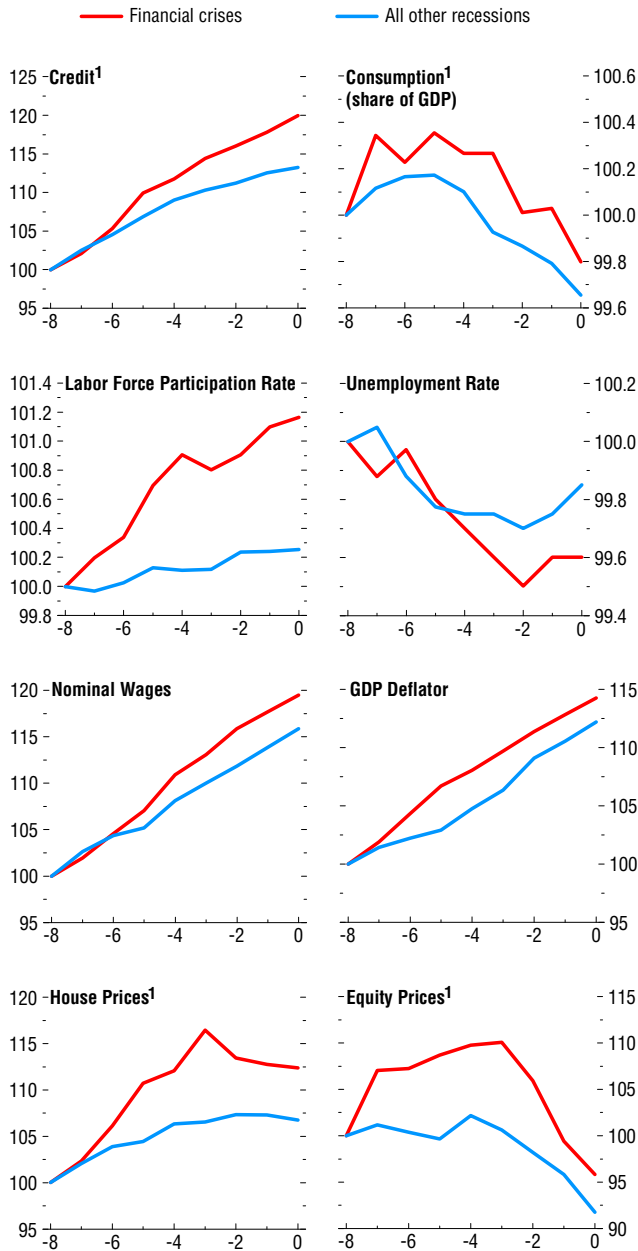 Financial crises
All other recessions
Credit1
125
120
115
110
105
100
95
-8 -6 -4 -2 0
Consumption1
(share of GDP)
100.6
100.4
100.2
100.0
99.8
99.6
-8 -6 -4 -2 0
Labor Force Participation Rate
101.4
101.2
101.0
100.8
100.6
100.4
100.2
100.0
99.8
-8 -6 -4 -2 0
Unemployment Rate
100.2
100.0
99.8
99.6
99.4
-8 -6 -4 -2 0
Nominal Wages
120
115
110
105
100
95
-8 -6 -4 -2 0
GDP Deflator
115
110
105
100
95
-8 -6 -4 -2 0
House Prices1
120
115
110
105
100
95
-8 -6 -4 -2 0
Equity Prices1
115
110
105
100
95
90
-8 -6 -4 -2 0